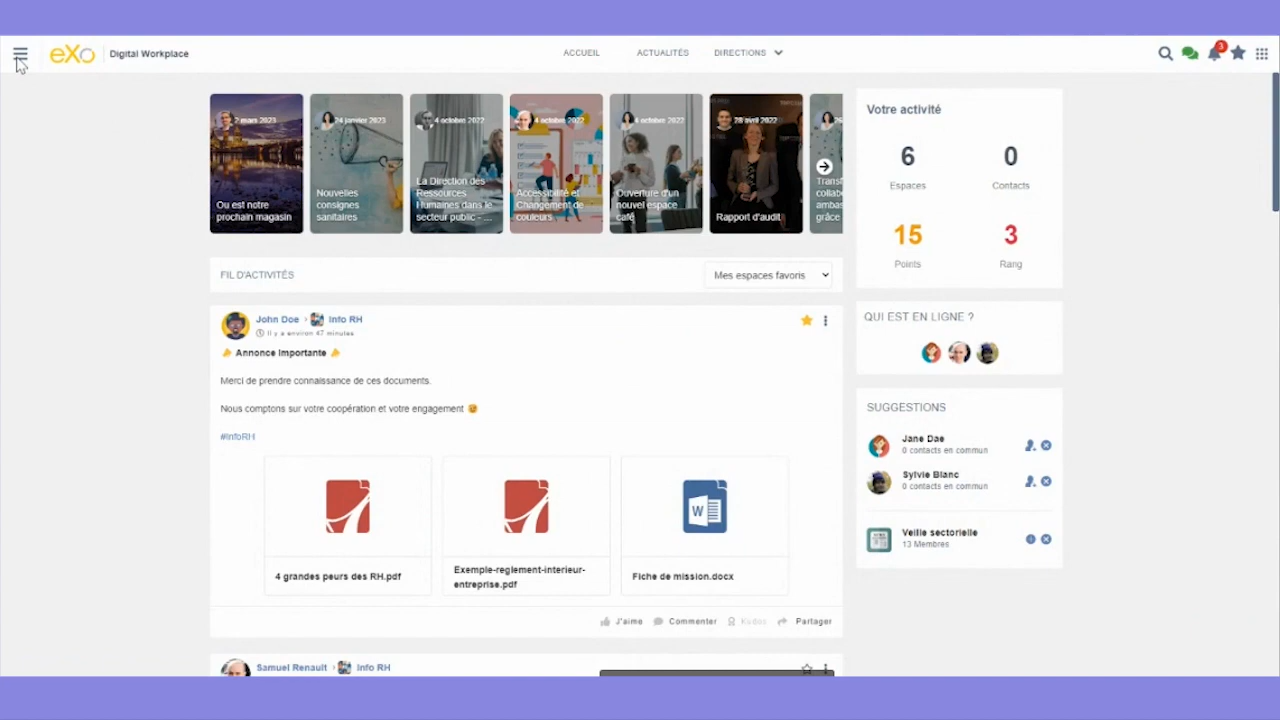 eXo
Digital Workplace
ACCUEIL
ACTUALITÉS
DIRECTIONS
3
2 mars 2023
Ou est notre
prochain magasin
24 janvier 2023
Nouvelles
consignes
sanitaires
4 octobre 2022
La Direction des
Ressources
Humaines dans le
secteur public - ...
4 octobre 2022
Accessibilité et
Changement de
couleurs
4 octobre 2022
Ouverture d'un
nouvel espace
café
28 avril 2022
Rapport d'audit
Transf
collab
ambas
grâce
Votre activité
6
Espaces
0
Contacts
15
Points
3
Rang
FIL D'ACTIVITÉS
Mes espaces favoris
John Doe
Info RH
Il y a environ 47 minutes
Annonce Importante
Merci de prendre connaissance de ces documents.
Nous comptons sur votre coopération et votre engagement
#InfoRH
4 grandes peurs des RH.pdf
Exemple-reglement-interieur-
entreprise.pdf
W
Fiche de mission.docx
J'aime
Commenter
Kudos
Partager
Samuel Renault
Info RH
QUI EST EN LIGNE ?
SUGGESTIONS
Jane Dae
0 contacts en commun
Sylvie Blanc
0 contacts en commun
Veille sectorielle
13 Membres